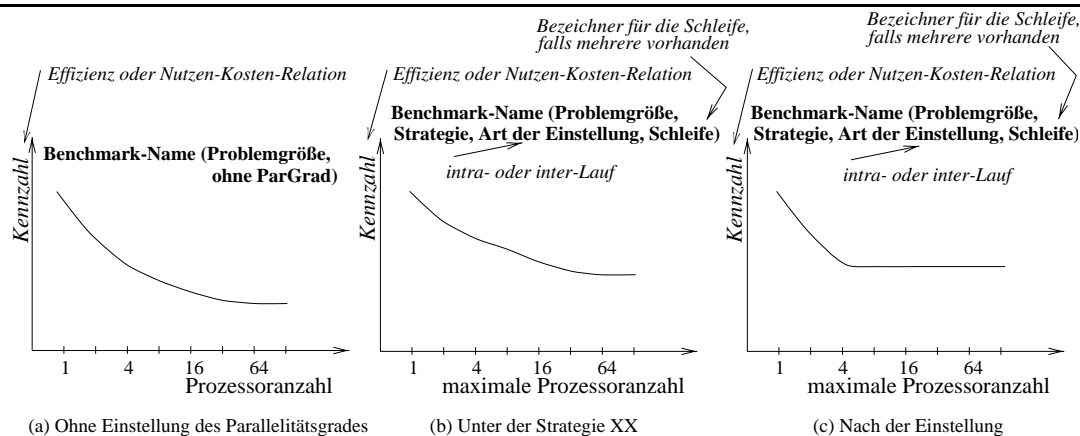 Effizienz oder Nutzen-Kosten-Relation
Benchmark-Name (Problemgröße,
ohne ParGrad)
Kennzahl
1 4 16 64
Prozessoranzahl
(a) Ohne Einstellung des Parallelitätsgrades
Bezeichner für die Schleife,
falls mehrere vorhanden
Effizienz oder Nutzen-Kosten-Relation
Benchmark-Name (Problemgröße,
Strategie, Art der Einstellung, Schleife)
intra- oder inter-Lauf
Kennzahl
1 4 16 64
maximale Prozessoranzahl
(b) Unter der Strategie XX
Bezeichner für die Schleife,
falls mehrere vorhanden
Effizienz oder Nutzen-Kosten-Relation
Benchmark-Name (Problemgröße,
Strategie, Art der Einstellung, Schleife)
intra- oder inter-Lauf
Kennzahl
1 4 16 64
maximale Prozessoranzahl
(c) Nach der Einstellung